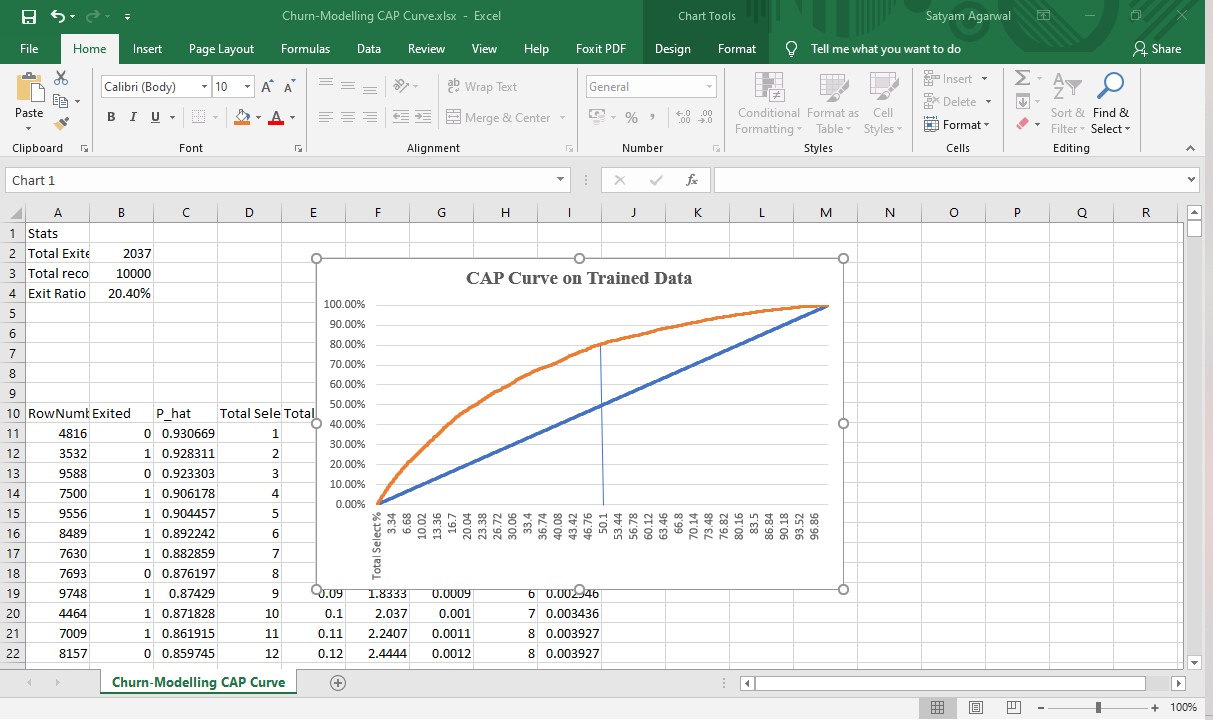 Churn-Modelling CAP Curve.xlsx - Excel
Chart Tools
Satyam Agarwal
File Home Insert Page Layout Formulas Data Review View Help Foxit PDF Design Format Tell me what you want to do Share
Calibri (Body) 10 A A ab Wrap Text General Insert Σ
Paste B I U A Merge & Center % , Conditional Formatting Format as Table Cell Styles Delete Format Sort & Filter Find & Select
Clipboard Font Alignment Number Styles Cells Editing
Chart 1 fx
A B C D E F G H I J K L M N O P Q R
1 Stats
2 Total Exite 2037
3 Total reco 10000
4 Exit Ratio 20.40%
5
6
7
8
9
10 RowNumb Exited P_hat Total Sele Total
11 4816 0 0.930669 1
12 3532 1 0.928311 2
13 9588 0 0.923303 3
14 7500 1 0.906178 4
15 9556 1 0.904457 5
16 8489 1 0.892242 6
17 7630 1 0.882859 7
18 7693 0 0.876197 8
19 9748 1 0.87429 9 0.09 1.8333 0.0009 6 0.002946
20 4464 1 0.871828 10 0.1 2.037 0.001 7 0.003436
21 7009 1 0.861915 11 0.11 2.2407 0.0011 8 0.003927
22 8157 0 0.859745 12 0.12 2.4444 0.0012 8 0.003927
CAP Curve on Trained Data
100.00%
90.00%
80.00%
70.00%
60.00%
50.00%
40.00%
30.00%
20.00%
10.00%
0.00%
Total Select % 3.34 6.68 10.02 13.36 16.7 20.04 23.38 26.72 30.06 33.4 36.74 40.08 43.42 46.76 50.1 53.44 56.78 60.12 63.46 66.8 70.14 73.48 76.82 80.16 83.5 86.84 90.18 93.52 96.86
Churn-Modelling CAP Curve
100%